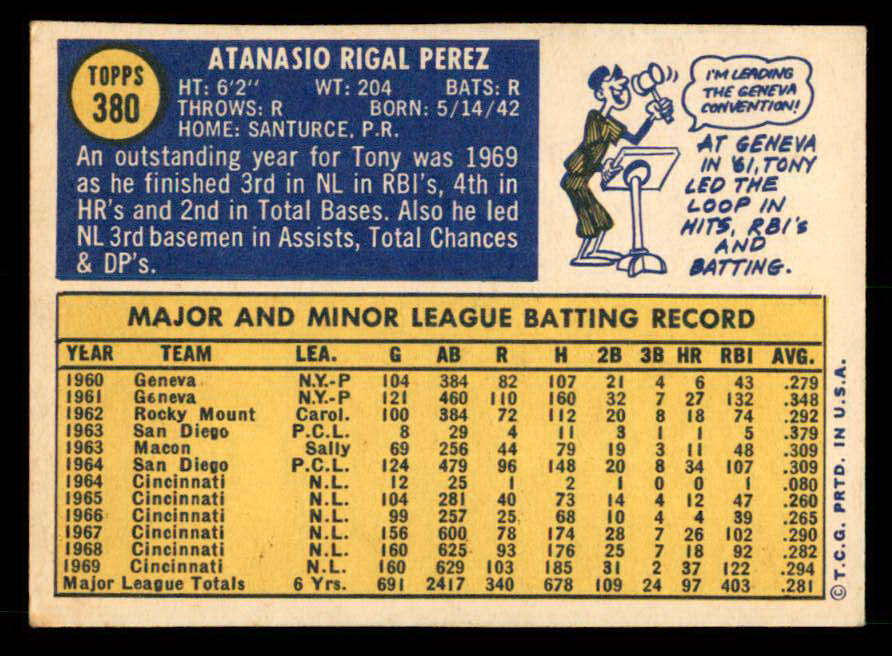 TOPPS
380
ATANASIO RIGAL PEREZ
HT: 6'2" WT: 204 BATS: R
THROWS: R BORN: 5/14/42
HOME: SANTURCE, P.R.
An outstanding year for Tony was 1969
as he finished 3rd in NL in RBI's, 4th in
HR's and 2nd in Total Bases. Also he led
NL 3rd basemen in Assists, Total Chances
& DP's.
I'M LEADING
THE GENEVA
CONVENTION!
AT GENEVA
IN '61, TONY
LED THE
LOOP IN
HITS, RBI's
AND
BATTING.
MAJOR AND MINOR LEAGUE BATTING RECORD
YEAR TEAM LEA. G AB R H 2B 3B HR RBI AVG.
1960 Geneva N.Y.-P 104 384 82 107 21 4 6 43 .279
1961 Geneva N.Y.-P 121 460 110 160 32 7 27 132 .348
1962 Rocky Mount Carol. 100 384 72 112 20 8 18 74 .292
1963 San Diego P.C.L. 8 29 4 11 3 1 1 5 .379
1963 Macon Sally 69 256 44 79 19 3 11 48 .309
1964 San Diego P.C.L. 124 479 96 148 20 8 34 107 .309
1964 Cincinnati N.L. 12 25 1 2 1 0 0 1 .080
1965 Cincinnati N.L. 104 281 40 73 14 4 12 47 .260
1966 Cincinnati N.L. 99 257 25 68 10 4 4 39 .265
1967 Cincinnati N.L. 156 600 78 174 28 7 26 102 .290
1968 Cincinnati N.L. 160 625 93 176 25 7 18 92 .282
1969 Cincinnati N.L. 160 629 103 185 31 2 37 122 .294
Major League Totals 6 Yrs. 691 2417 340 678 109 24 97 403 .281
© T.C.G. PRTD. IN U.S.A.